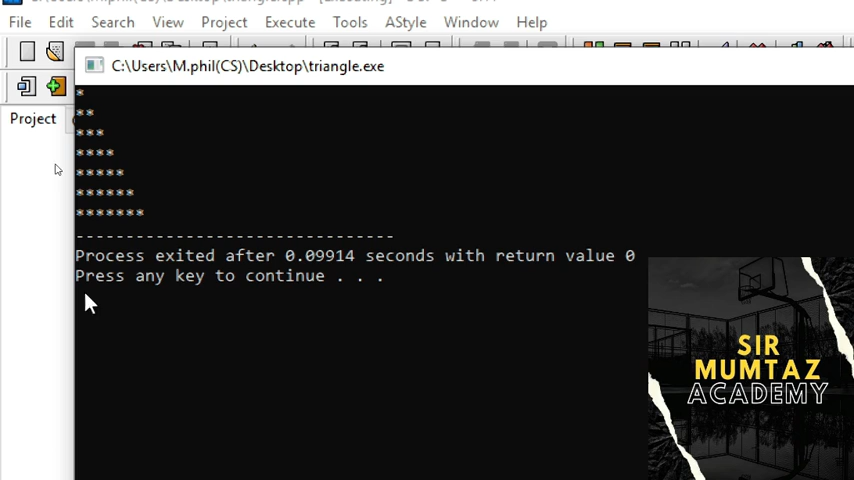 File Edit Search View Project Execute Tools AStyle Window Help
C:\Users\M.phil(CS)\Desktop\triangle.exe
Project
*
**
***
****
*****
******
*******
--------------------------------
Process exited after 0.09914 seconds with return value 0
Press any key to continue . . .
SIR
MUMTAZ
ACADEMY